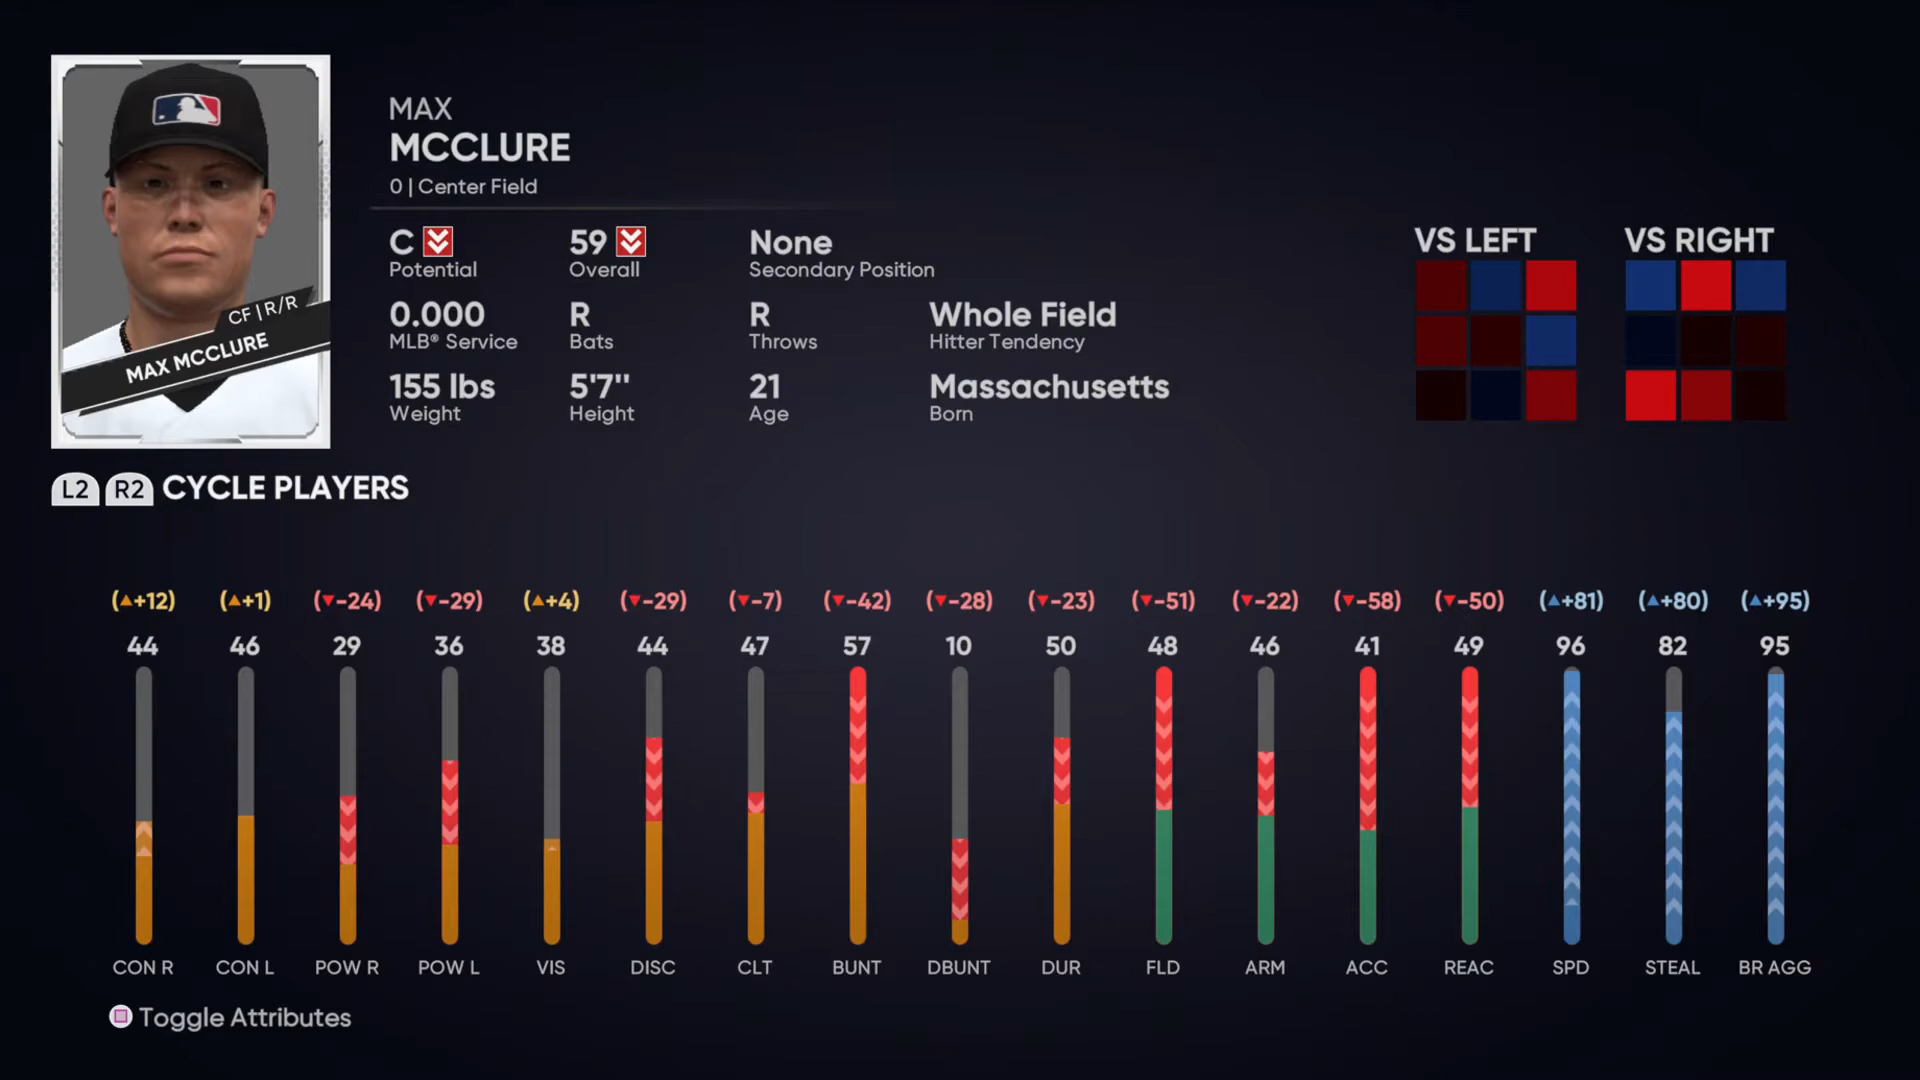 MAX
MCCLURE
0 | Center Field
CF | R/R
MAX MCCLURE
C
Potential
59
Overall
None
Secondary Position
0.000
MLB® Service
R
Bats
R
Throws
Whole Field
Hitter Tendency
155 lbs
Weight
5'7''
Height
21
Age
Massachusetts
Born
VS LEFT
VS RIGHT
L2 R2 CYCLE PLAYERS
(▲+12) (▲+1) (▼-24) (▼-29) (▲+4) (▼-29) (▼-7) (▼-42) (▼-28) (▼-23) (▼-51) (▼-22) (▼-58) (▼-50) (▲+81) (▲+80) (▲+95)
44 46 29 36 38 44 47 57 10 50 48 46 41 49 96 82 95
CON R CON L POW R POW L VIS DISC CLT BUNT DBUNT DUR FLD ARM ACC REAC SPD STEAL BR AGG
Toggle Attributes